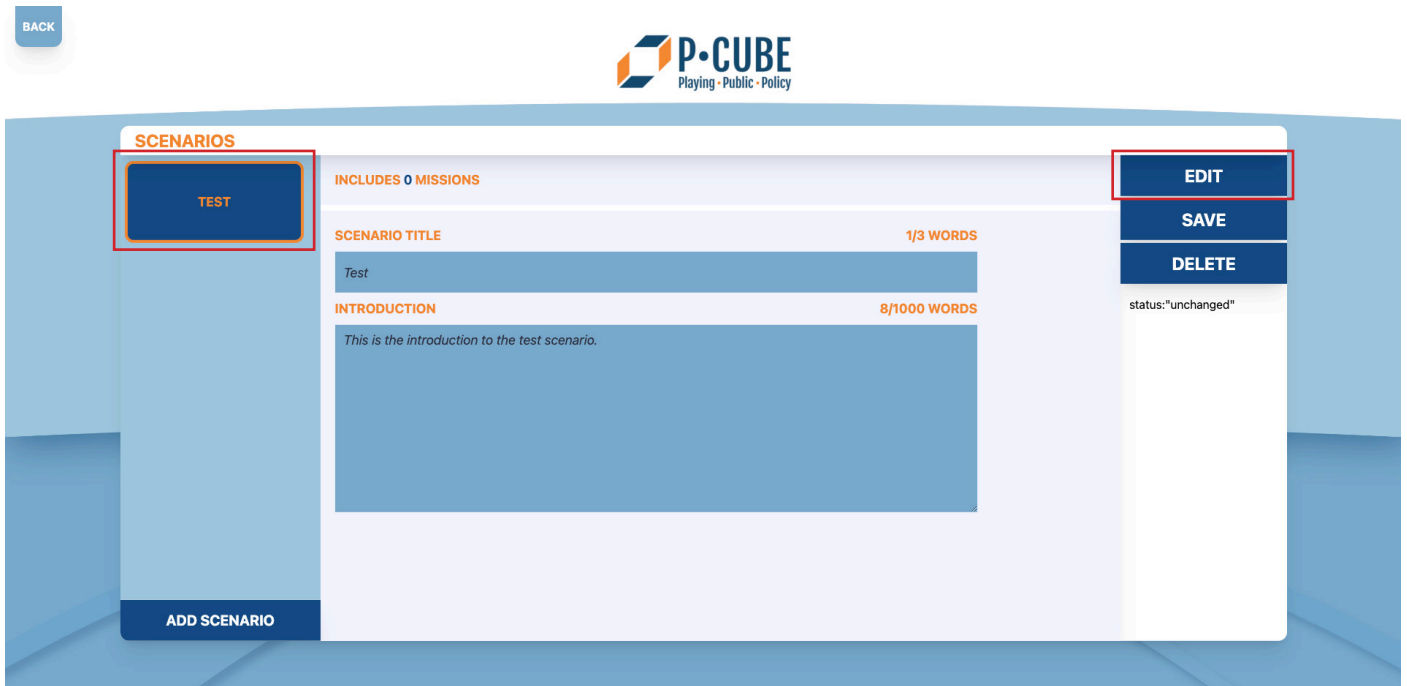 BACK
P•CUBE
Playing • Public • Policy
SCENARIOS
TEST
INCLUDES 0 MISSIONS
SCENARIO TITLE
1/3 WORDS
Test
INTRODUCTION
8/1000 WORDS
This is the introduction to the test scenario.
EDIT
SAVE
DELETE
status:"unchanged"
ADD SCENARIO